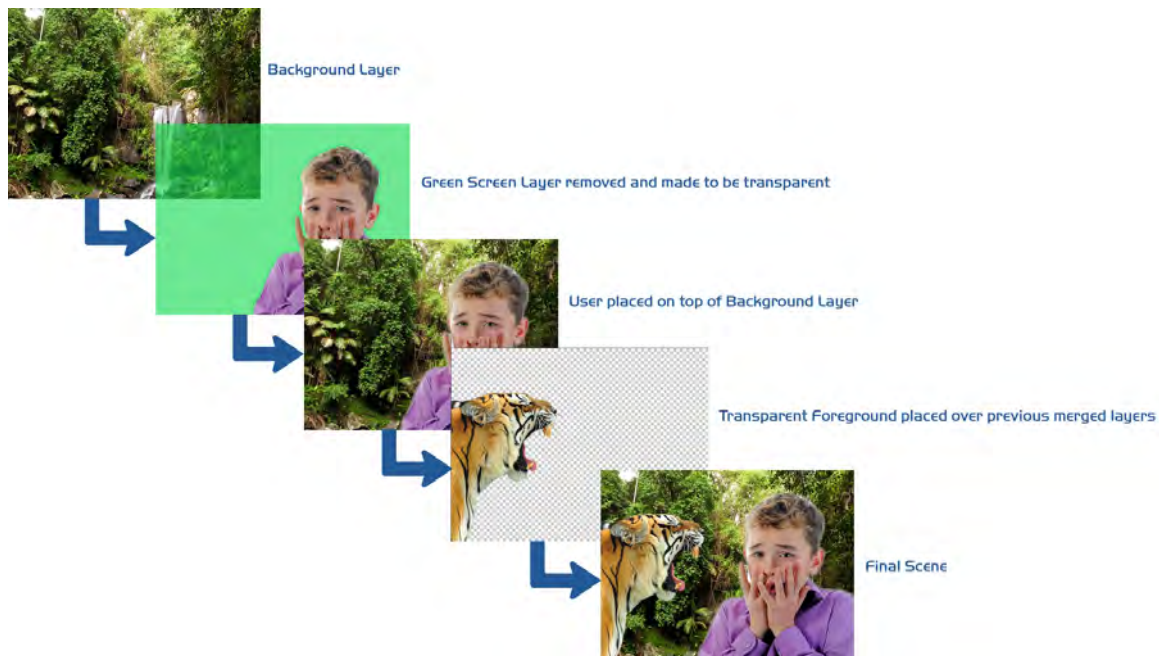 Background Layer
Green Screen Layer removed and made to be transparent
User placed on top of Background Layer
Transparent Foreground placed over previous merged layers
Final Scene